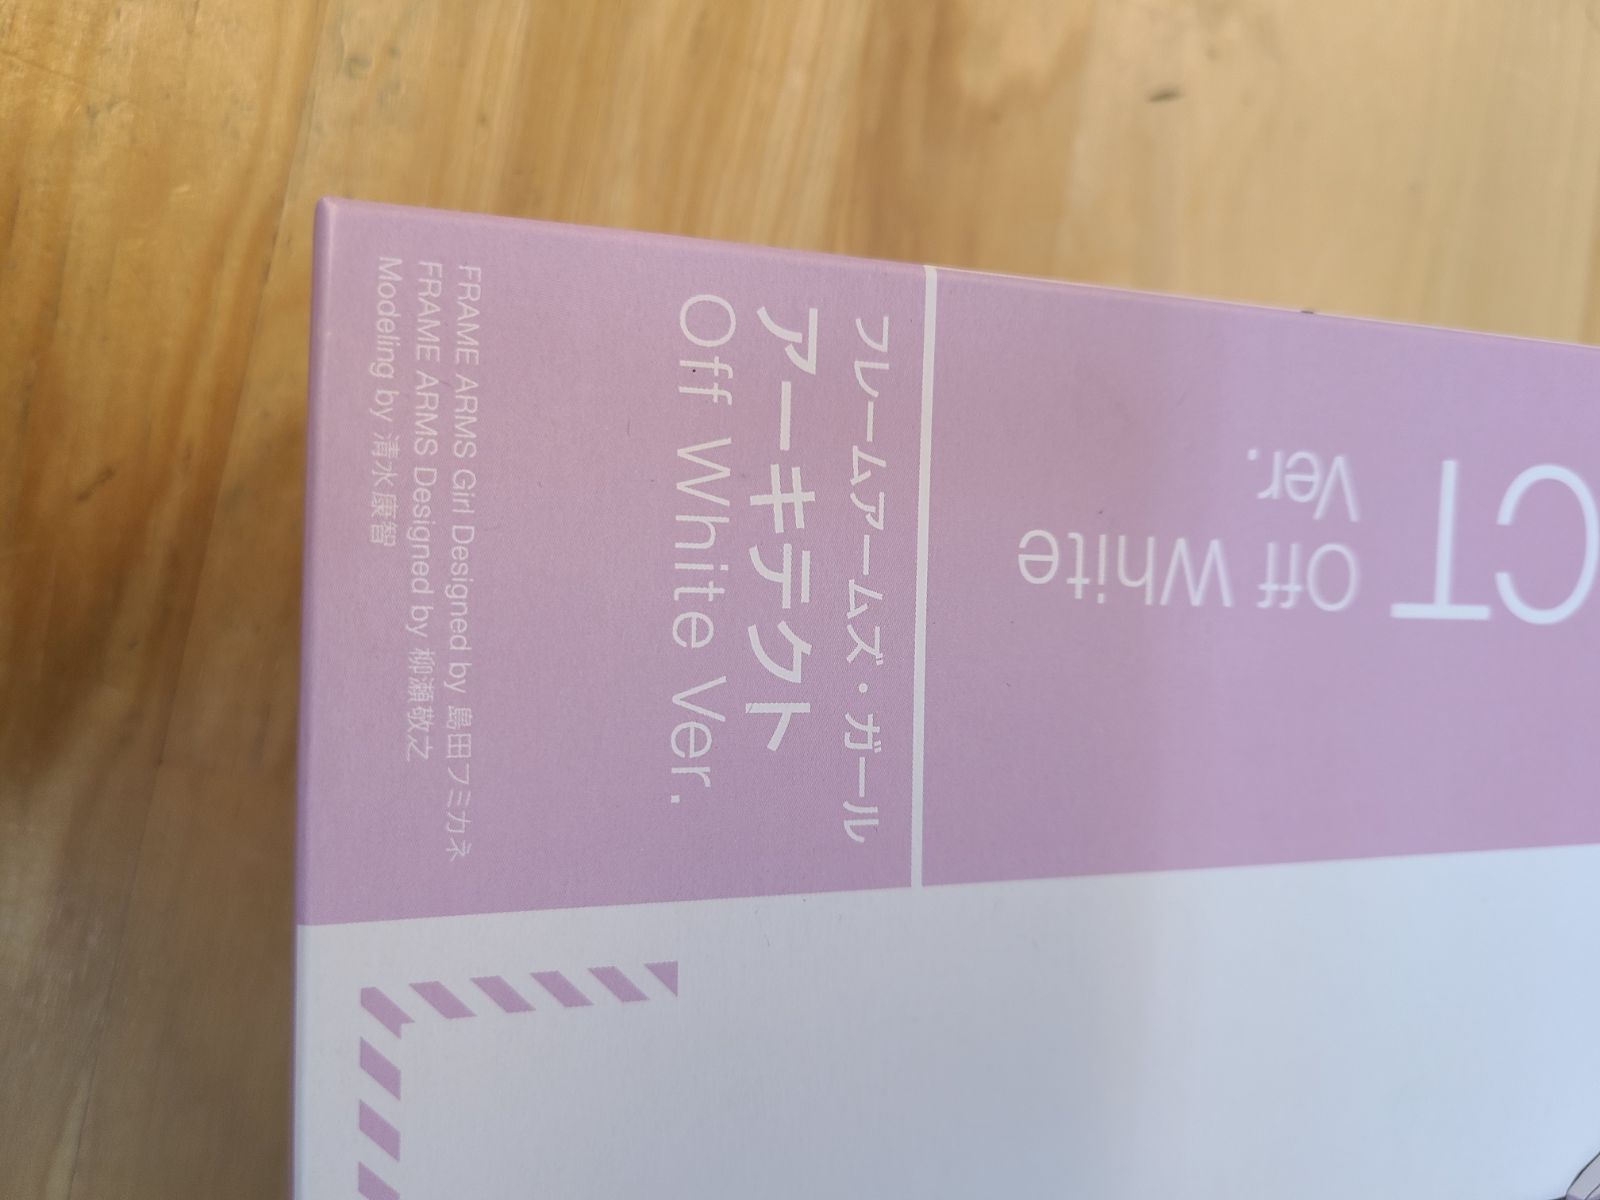 フレームアームズ・ガール
アーキテクト
Off White Ver.
FRAME ARMS Girl Designed by 島田フミカネ
FRAME ARMS Designed by 柳瀬敬之
Modeling by 清水康智
CT
Off White
Ver.